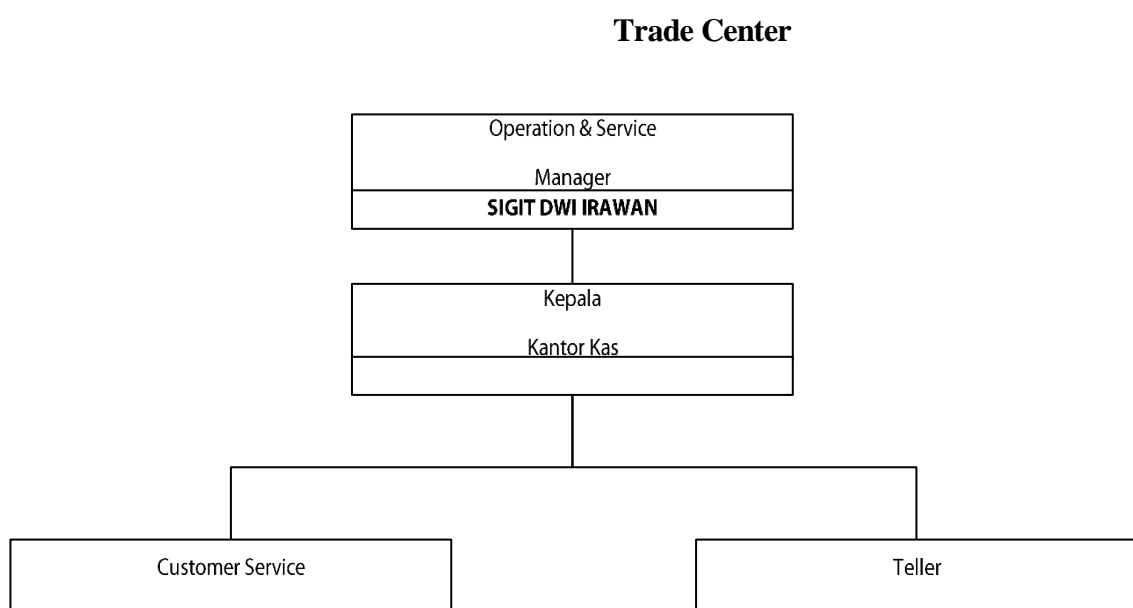 Trade Center
Operation & Service
Manager
SIGIT DWI IRAWAN
Kepala
Kantor Kas
Customer Service
Teller